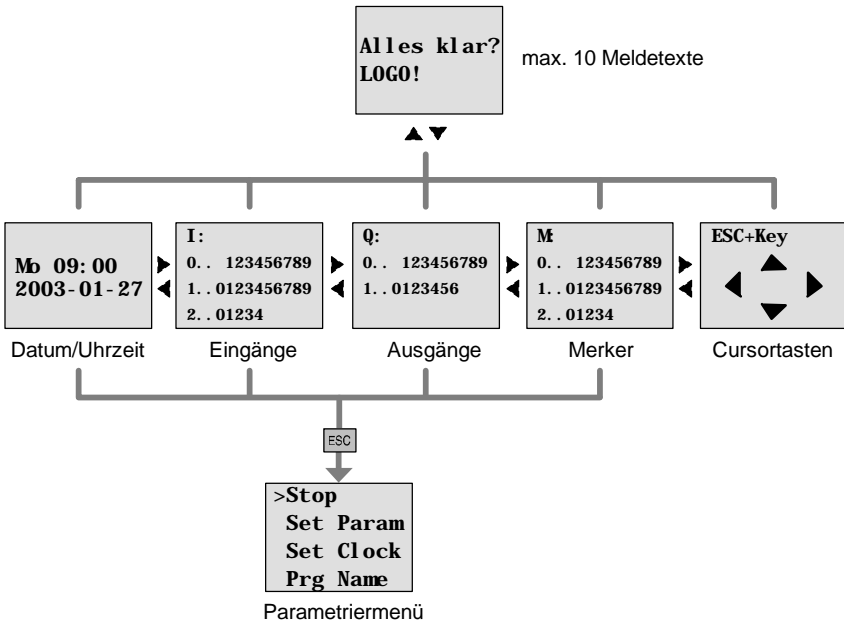 Alles klar?
LOGO!
max. 10 Meldetexte
Mo 09:00
2003-01-27
I:
0.. 123456789
1..0123456789
2..01234
Q:
0.. 123456789
1..0123456
M:
0.. 123456789
1..0123456789
2..01234
ESC+Key
Datum/Uhrzeit
Eingänge
Ausgänge
Merker
Cursortasten
ESC
>Stop
Set Param
Set Clock
Prg Name
Parametriermenü